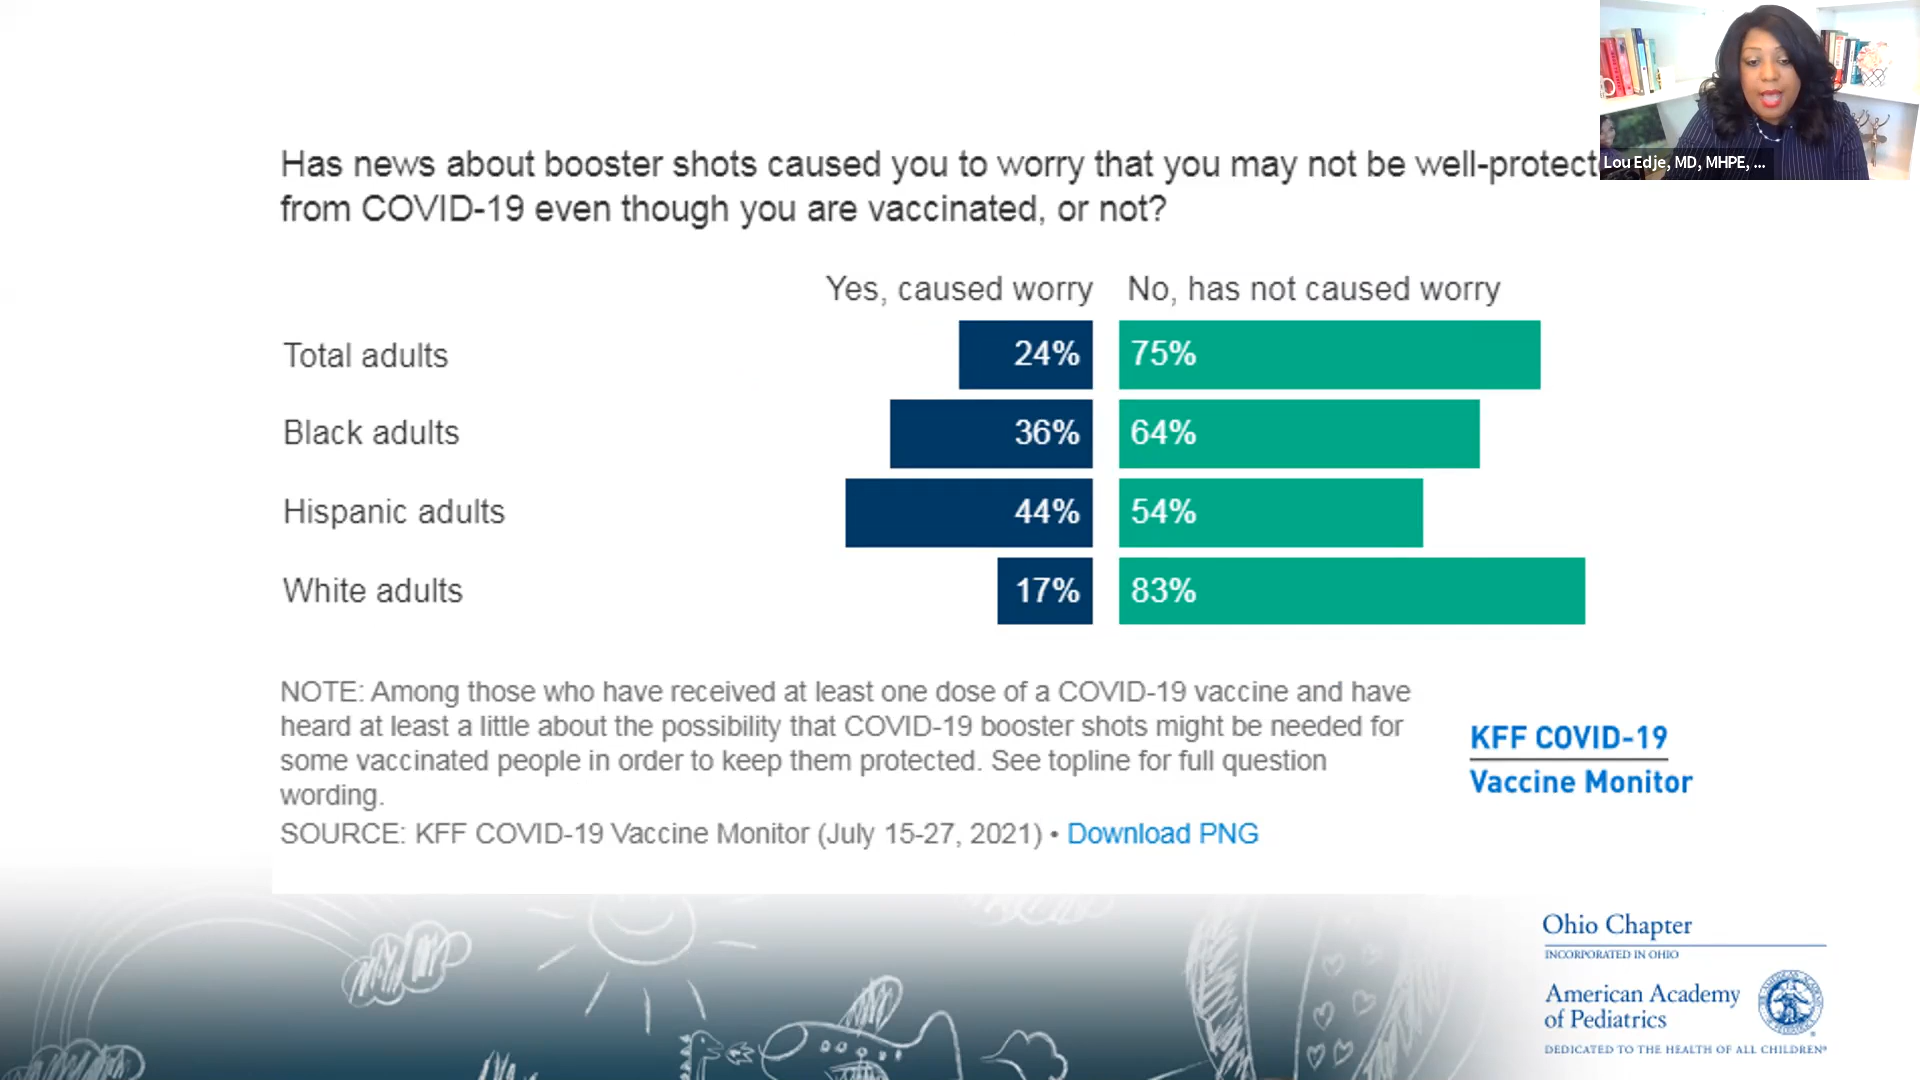 Has news about booster shots caused you to worry that you may not be well-protect
from COVID-19 even though you are vaccinated, or not?
Yes, caused worry No, has not caused worry
Total adults 24% 75%
Black adults 36% 64%
Hispanic adults 44% 54%
White adults 17% 83%
NOTE: Among those who have received at least one dose of a COVID-19 vaccine and have
heard at least a little about the possibility that COVID-19 booster shots might be needed for
some vaccinated people in order to keep them protected. See topline for full question
wording.
SOURCE: KFF COVID-19 Vaccine Monitor (July 15-27, 2021) • Download PNG
KFF COVID-19
Vaccine Monitor
Lou Edje, MD, MHPE, ...
Ohio Chapter
INCORPORATED IN OHIO
American Academy
of Pediatrics
DEDICATED TO THE HEALTH OF ALL CHILDREN®